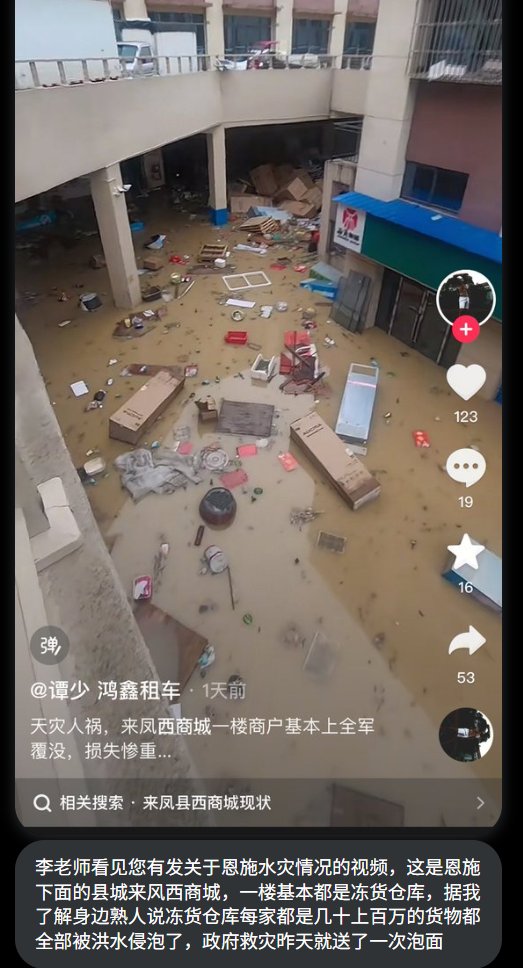 123
19
16
53
弹
@谭少 鸿鑫租车 · 1天前
天灾人祸，来凤西商城一楼商户基本上全军
覆没，损失惨重...
相关搜索 · 来凤县西商城现状
李老师看见您有发关于恩施水灾情况的视频，这是恩施
下面的县城来风西商城，一楼基本都是冻货仓库，据我
了解身边熟人说冻货仓库每家都是几十上百万的货物都
全部被洪水侵泡了，政府救灾昨天就送了一次泡面